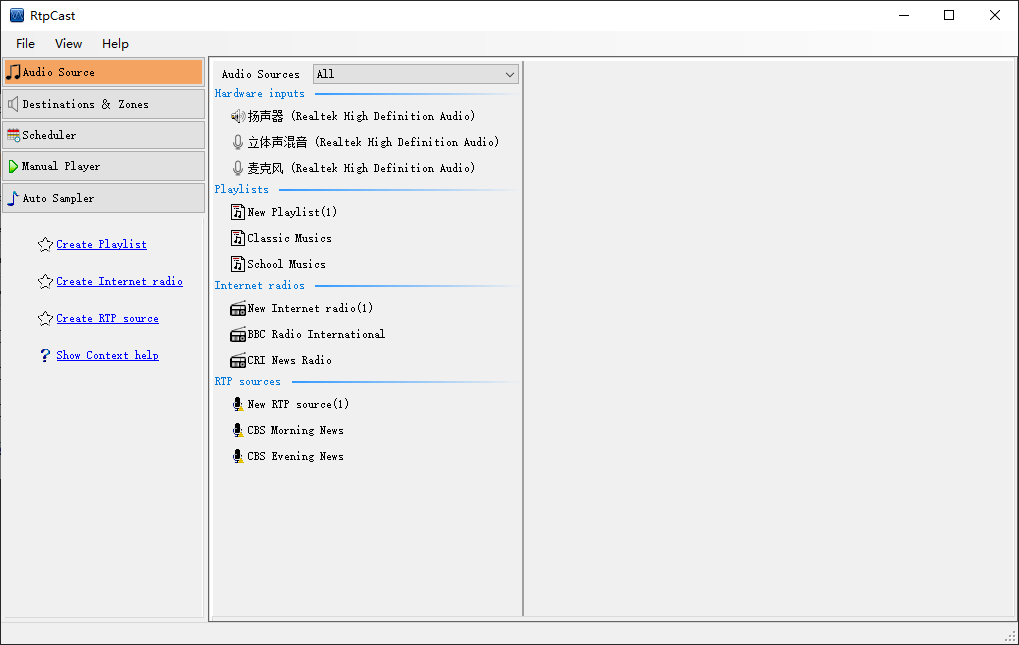 RtpCast
File View Help
Audio Source
Destinations & Zones
Scheduler
Manual Player
Auto Sampler
Create Playlist
Create Internet radio
Create RTP source
? Show Context help
Audio Sources All
Hardware inputs
扬声器 (Realtek High Definition Audio)
立体声混音 (Realtek High Definition Audio)
麦克风 (Realtek High Definition Audio)
Playlists
New Playlist(1)
Classic Musics
School Musics
Internet radios
New Internet radio(1)
BBC Radio International
CRI News Radio
RTP sources
New RTP source(1)
CBS Morning News
CBS Evening News